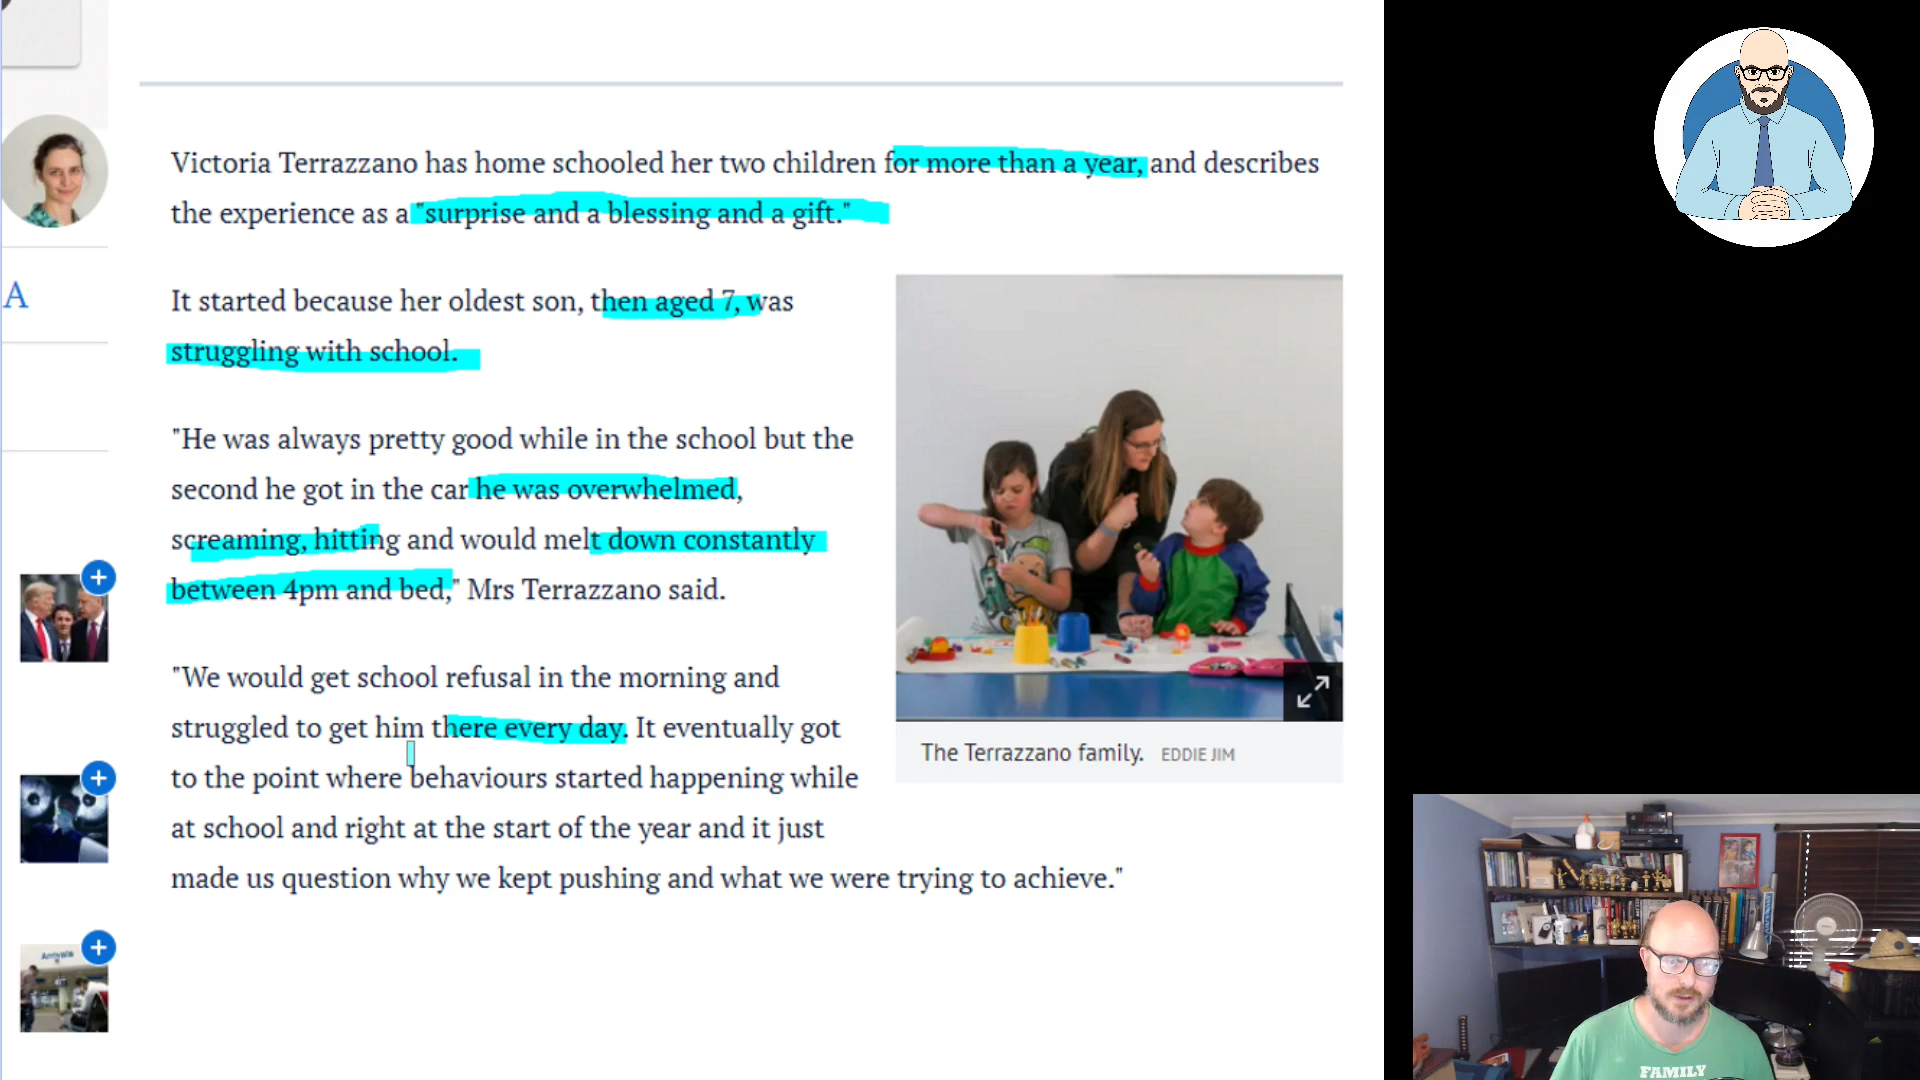 Victoria Terrazzano has home schooled her two children for more than a year, and describes
the experience as a "surprise and a blessing and a gift."
A
It started because her oldest son, then aged 7, was
struggling with school.
"He was always pretty good while in the school but the
second he got in the car he was overwhelmed,
screaming, hitting and would melt down constantly
between 4pm and bed," Mrs Terrazzano said.
"We would get school refusal in the morning and
struggled to get him there every day. It eventually got
to the point where behaviours started happening while
at school and right at the start of the year and it just
made us question why we kept pushing and what we were trying to achieve."
The Terrazzano family. EDDIE JIM
Arrivals
FAMILY